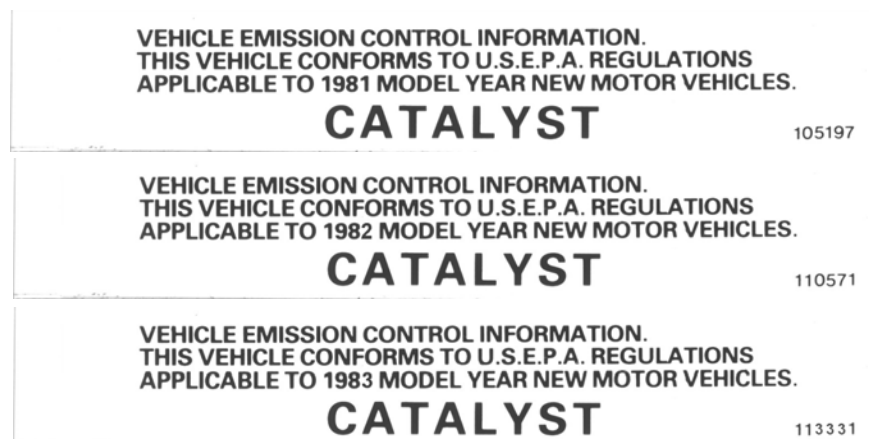 VEHICLE EMISSION CONTROL INFORMATION.
THIS VEHICLE CONFORMS TO U.S.E.P.A. REGULATIONS
APPLICABLE TO 1981 MODEL YEAR NEW MOTOR VEHICLES.
CATALYST 105197
VEHICLE EMISSION CONTROL INFORMATION.
THIS VEHICLE CONFORMS TO U.S.E.P.A. REGULATIONS
APPLICABLE TO 1982 MODEL YEAR NEW MOTOR VEHICLES.
CATALYST 110571
VEHICLE EMISSION CONTROL INFORMATION.
THIS VEHICLE CONFORMS TO U.S.E.P.A. REGULATIONS
APPLICABLE TO 1983 MODEL YEAR NEW MOTOR VEHICLES.
CATALYST 113331